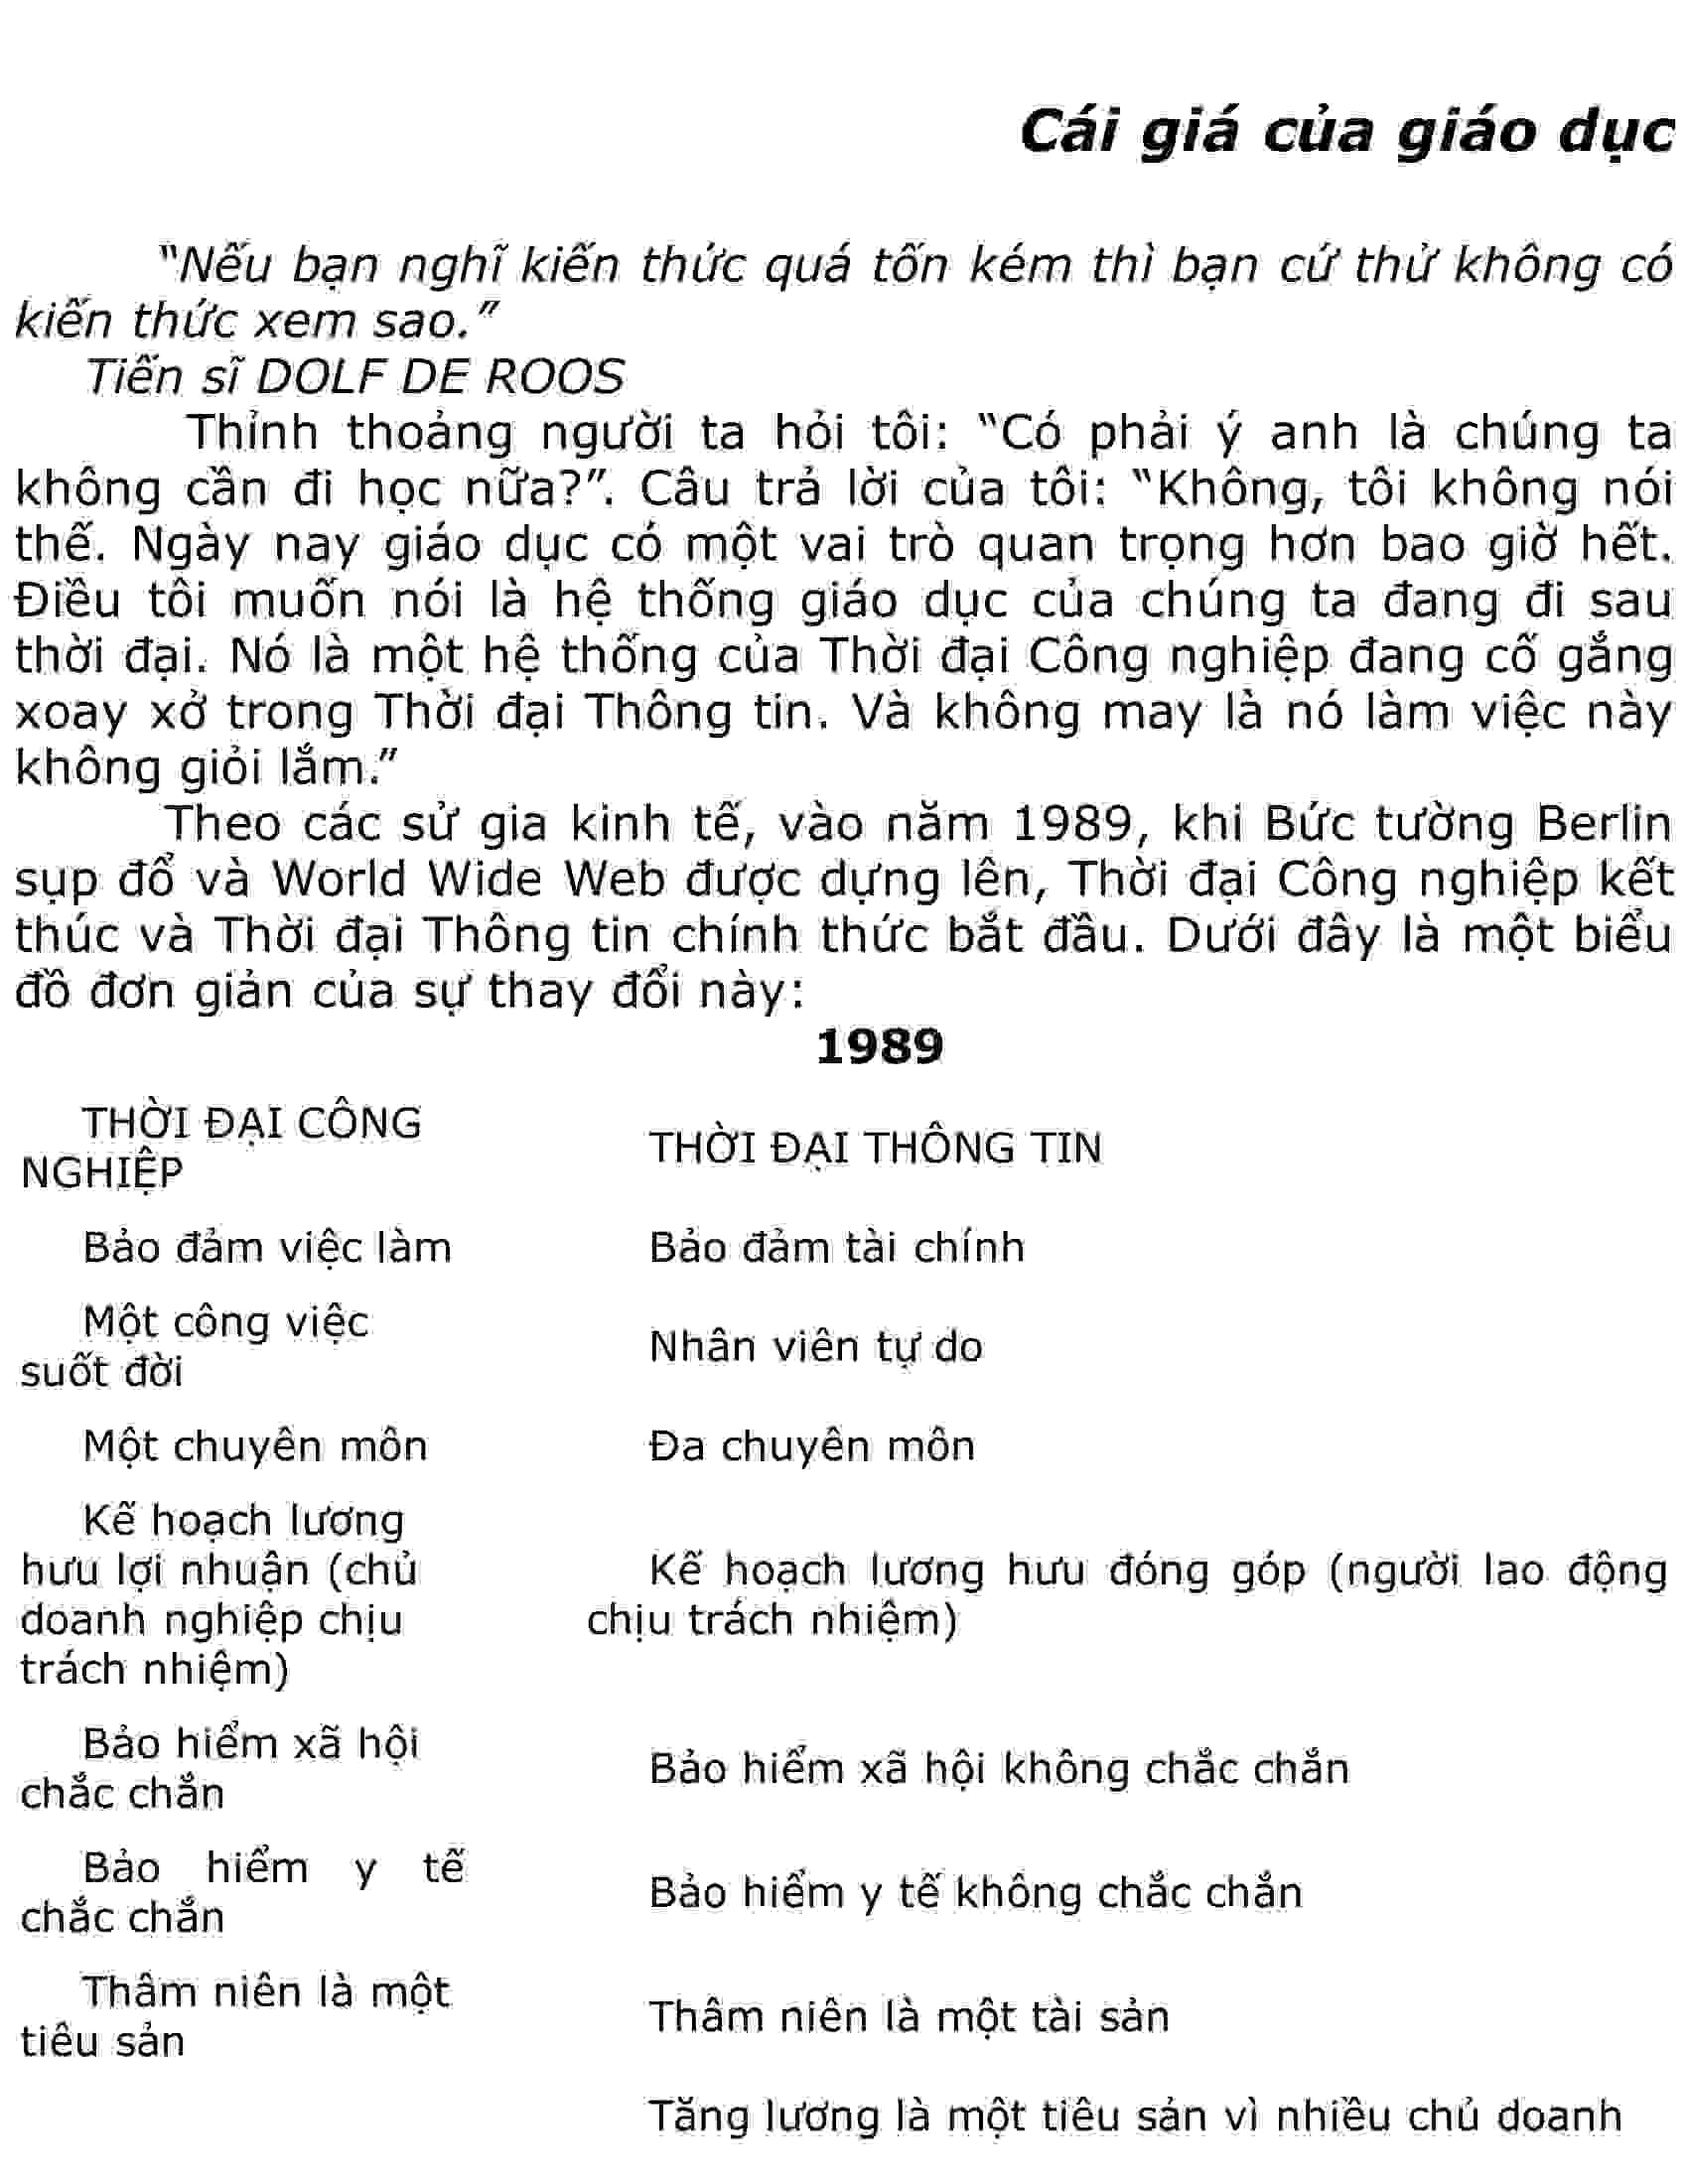 Cái giá của giáo dục
“Nếu bạn nghĩ kiến thức quá tốn kém thì bạn cứ thử không có
kiến thức xem sao.”
Tiến sĩ DOLF DE ROOS
Thỉnh thoảng người ta hỏi tôi: “Có phải ý anh là chúng ta
không cần đi học nữa?”. Câu trả lời của tôi: “Không, tôi không nói
thế. Ngày nay giáo dục có một vai trò quan trọng hơn bao giờ hết.
Điều tôi muốn nói là hệ thống giáo dục của chúng ta đang đi sau
thời đại. Nó là một hệ thống của Thời đại Công nghiệp đang cố gắng
xoay xở trong Thời đại Thông tin. Và không may là nó làm việc này
không giỏi lắm.”
Theo các sử gia kinh tế, vào năm 1989, khi Bức tường Berlin
sụp đổ và World Wide Web được dựng lên, Thời đại Công nghiệp kết
thúc và Thời đại Thông tin chính thức bắt đầu. Dưới đây là một biểu
đồ đơn giản của sự thay đổi này:
1989
THỜI ĐẠI CÔNG
NGHIỆP
THỜI ĐẠI THÔNG TIN
Bảo đảm việc làm
Bảo đảm tài chính
Một công việc
suốt đời
Nhân viên tự do
Một chuyên môn
Đa chuyên môn
Kế hoạch lương
hưu lợi nhuận (chủ
doanh nghiệp chịu
trách nhiệm)
Kế hoạch lương hưu đóng góp (người lao động
chịu trách nhiệm)
Bảo hiểm xã hội
chắc chắn
Bảo hiểm xã hội không chắc chắn
Bảo hiểm y tế
chắc chắn
Bảo hiểm y tế không chắc chắn
Thâm niên là một
tiêu sản
Thâm niên là một tài sản
Tăng lương là một tiêu sản vì nhiều chủ doanh